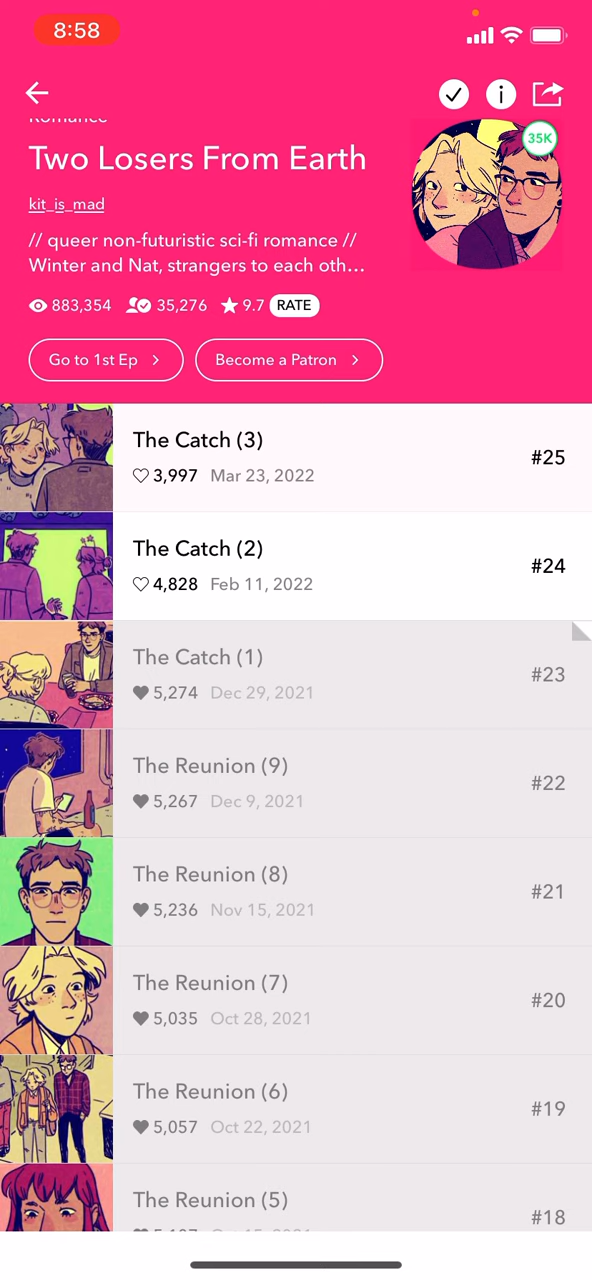 8:58
Romance
35K
Two Losers From Earth
kit_is_mad
// queer non-futuristic sci-fi romance //
Winter and Nat, strangers to each oth...
883,354 35,276 9.7 RATE
Go to 1st Ep Become a Patron
The Catch (3)
3,997 Mar 23, 2022
#25
The Catch (2)
4,828 Feb 11, 2022
#24
The Catch (1)
5,274 Dec 29, 2021
#23
The Reunion (9)
5,267 Dec 9, 2021
#22
The Reunion (8)
5,236 Nov 15, 2021
#21
The Reunion (7)
5,035 Oct 28, 2021
#20
The Reunion (6)
5,057 Oct 22, 2021
#19
The Reunion (5)
#18